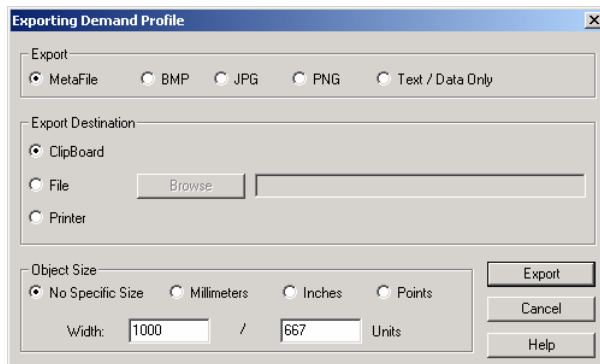 Exporting Demand Profile
Export
MetaFile BMP JPG PNG Text / Data Only
Export Destination
ClipBoard
File Browse
Printer
Object Size
No Specific Size Millimeters Inches Points
Width: 1000 / 667 Units
Export
Cancel
Help